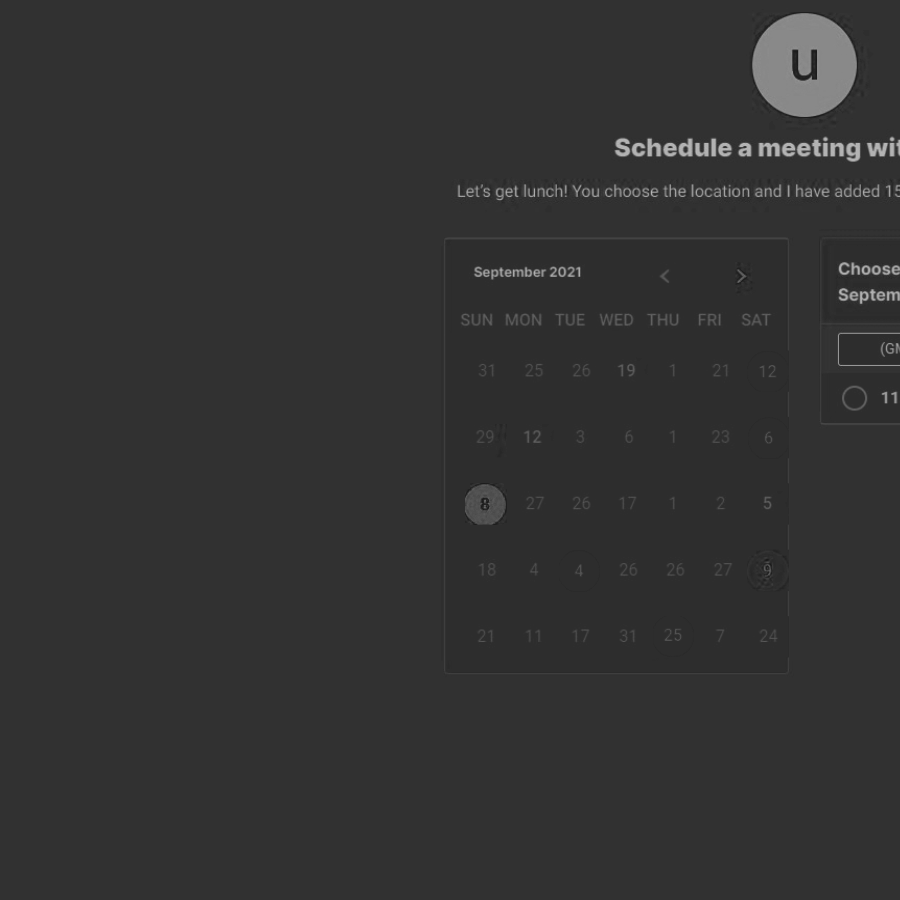 u
Schedule a meeting wit
Let's get lunch! You choose the location and I have added 15
September 2021
SUN MON TUE WED THU FRI SAT
31 25 26 19 1 21 12
29 12 3 6 1 23 6
8 27 26 17 1 2 5
18 4 4 26 26 27 9
21 11 17 31 25 7 24
Choose
Septem
(GM
11